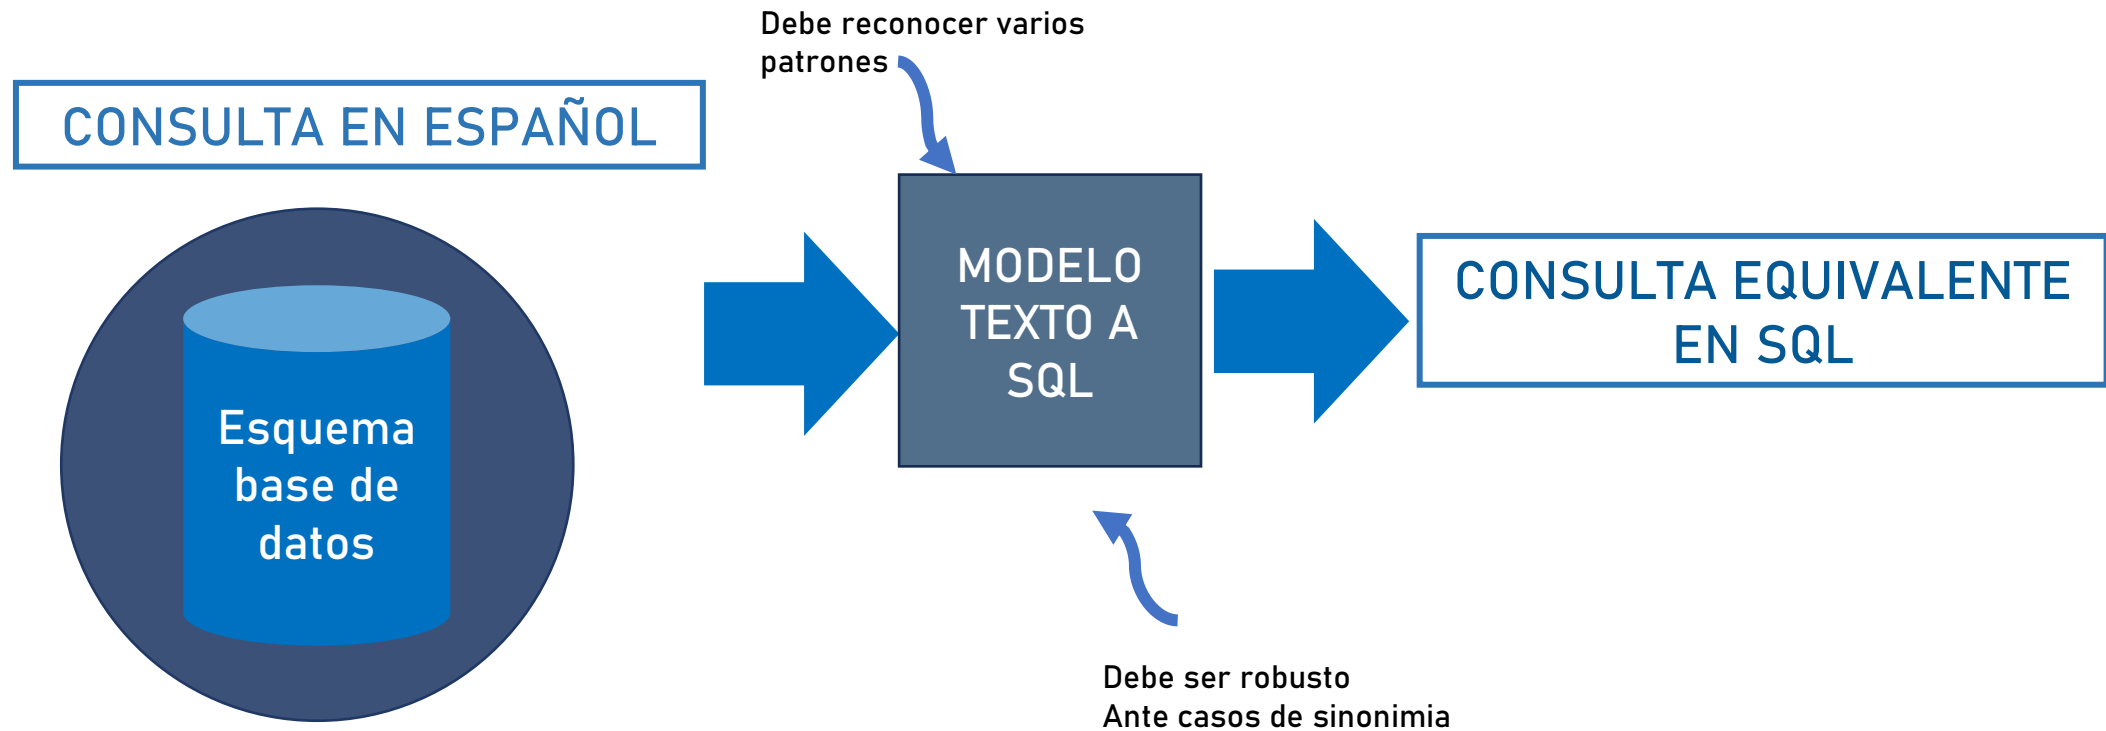 Debe reconocer varios
patrones
CONSULTA EN ESPAÑOL
MODELO
TEXTO A
SQL
CONSULTA EQUIVALENTE
EN SQL
Esquema
base de
datos
Debe ser robusto
Ante casos de sinonimia